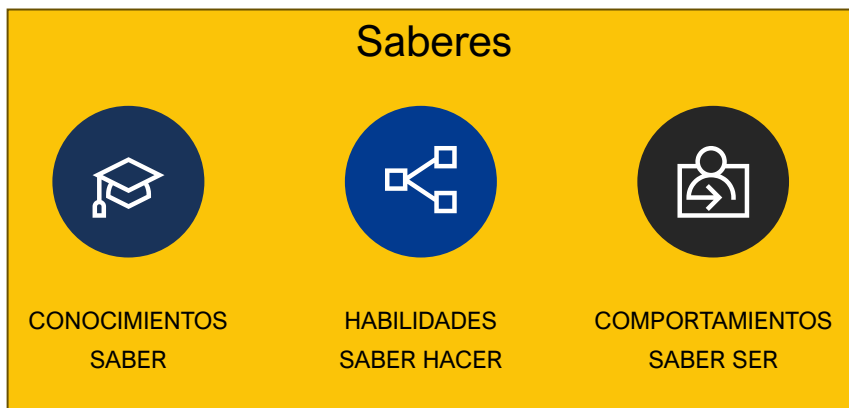 Saberes
CONOCIMIENTOS
SABER
HABILIDADES
SABER HACER
COMPORTAMIENTOS
SABER SER